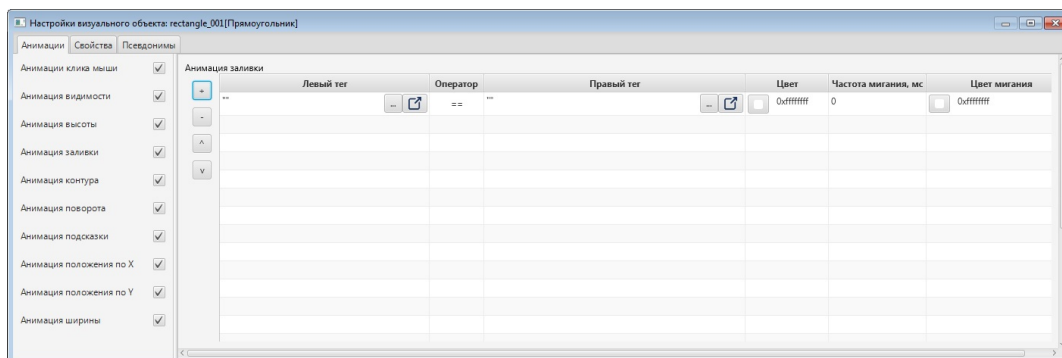 Настройки визуального объекта: rectangle_001[Прямоугольник]
Анимации Свойства Псевдонимы
Анимации клика мыши
Анимация видимости
Анимация высоты
Анимация заливки
Анимация контура
Анимация поворота
Анимация подсказки
Анимация положения по X
Анимация положения по Y
Анимация ширины
Анимация заливки
+
-
^
v
Левый тег Оператор Правый тег Цвет Частота мигания, мс Цвет мигания
"" ... == "" ... 0xffffffff 0 0xffffffff